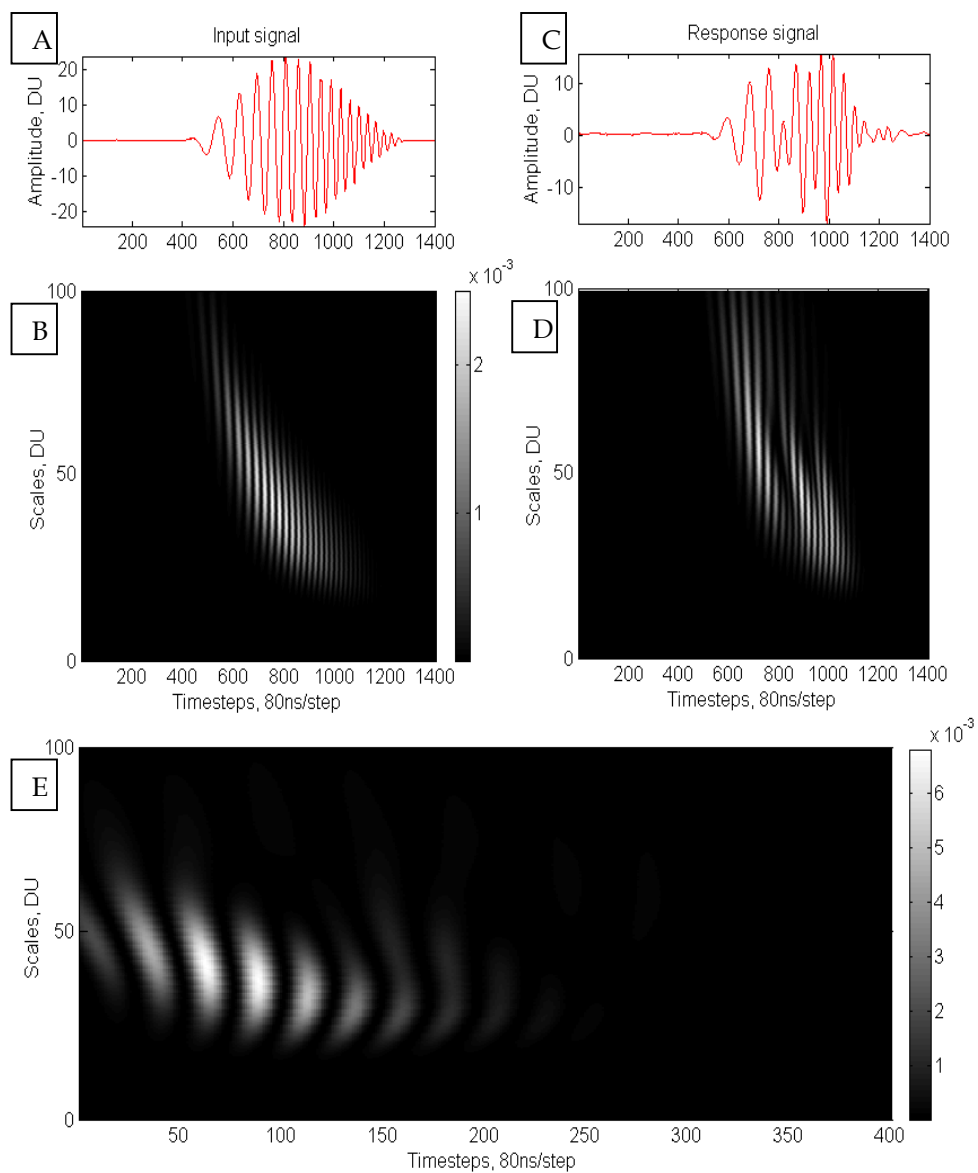 A
Input signal
Amplitude, DU
20
10
0
-10
-20
200 400 600 800 1000 1200 1400
C
Response signal
Amplitude, DU
10
0
-10
200 400 600 800 1000 1200 1400
B
Scales, DU
100
50
0
200 400 600 800 1000 1200 1400
Timesteps, 80ns/step
x 10-3
2
1
D
Scales, DU
100
50
0
200 400 600 800 1000 1200 1400
Timesteps, 80ns/step
E
Scales, DU
100
50
0
50 100 150 200 250 300 350 400
Timesteps, 80ns/step
x 10-3
6
5
4
3
2
1